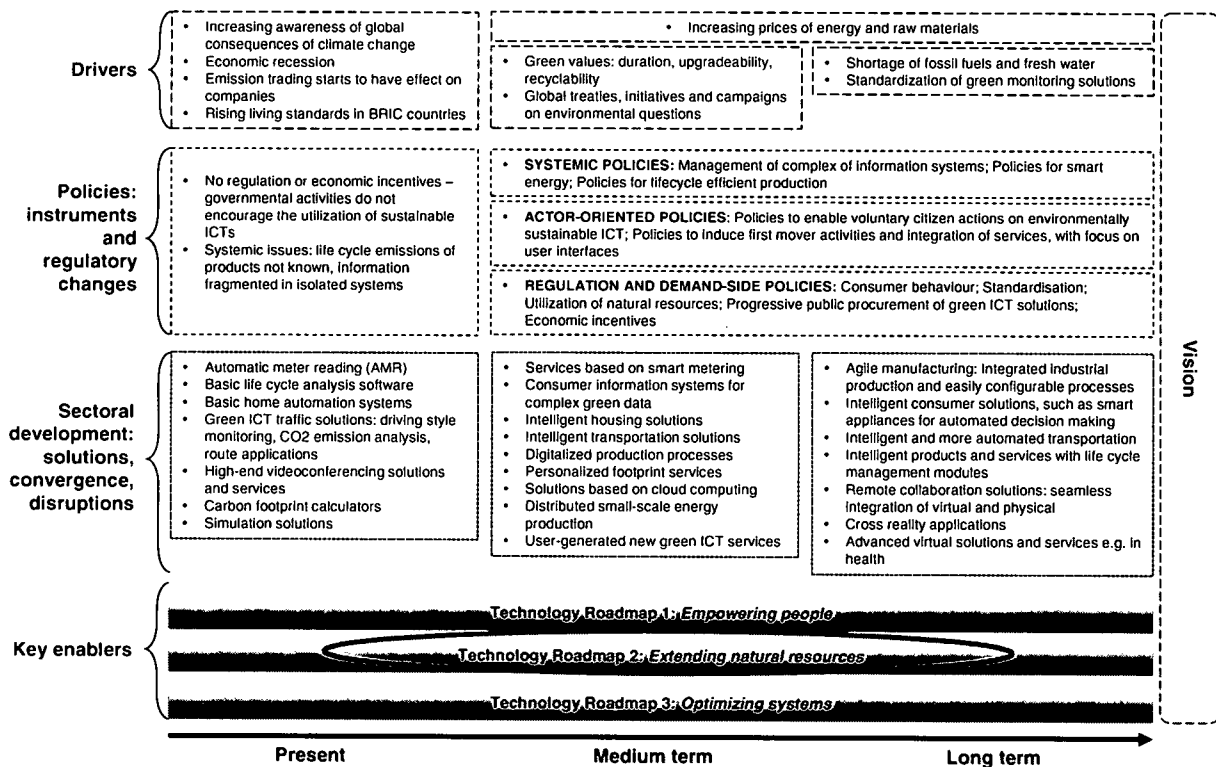 Drivers
• Increasing awareness of global
consequences of climate change
• Economic recession
• Emission trading starts to have effect on
companies
• Rising living standards in BRIC countries
• Increasing prices of energy and raw materials
• Green values: duration, upgradeability,
recyclability
• Global treaties, initiatives and campaigns
on environmental questions
• Shortage of fossil fuels and fresh water
• Standardization of green monitoring solutions
Policies:
instruments
and
regulatory
changes
• No regulation or economic incentives –
governmental activities do not
encourage the utilization of sustainable
ICTs
• Systemic issues: life cycle emissions of
products not known, information
fragmented in isolated systems
• SYSTEMIC POLICIES: Management of complex of information systems; Policies for smart
energy; Policies for lifecycle efficient production
• ACTOR-ORIENTED POLICIES: Policies to enable voluntary citizen actions on environmentally
sustainable ICT; Policies to induce first mover activities and integration of services, with focus on
user interfaces
• REGULATION AND DEMAND-SIDE POLICIES: Consumer behaviour; Standardisation;
Utilization of natural resources; Progressive public procurement of green ICT solutions;
Economic incentives
Sectoral
development:
solutions,
convergence,
disruptions
• Automatic meter reading (AMR)
• Basic life cycle analysis software
• Basic home automation systems
• Green ICT traffic solutions: driving style
monitoring, CO2 emission analysis,
route applications
• High-end videoconferencing solutions
and services
• Carbon footprint calculators
• Simulation solutions
• Services based on smart metering
• Consumer information systems for
complex green data
• Intelligent housing solutions
• Intelligent transportation solutions
• Digitalized production processes
• Personalized footprint services
• Solutions based on cloud computing
• Distributed small-scale energy
production
• User-generated new green ICT services
• Agile manufacturing: Integrated industrial
production and easily configurable processes
• Intelligent consumer solutions, such as smart
appliances for automated decision making
• Intelligent and more automated transportation
• Intelligent products and services with life cycle
management modules
• Remote collaboration solutions: seamless
Integration of virtual and physical
• Cross reality applications
• Advanced virtual solutions and services e.g. in
health
Vision
Key enablers
Technology Roadmap 1: Empowering people
Technology Roadmap 2: Extending natural resources
Technology Roadmap 3: Optimizing systems
Present
Medium term
Long term